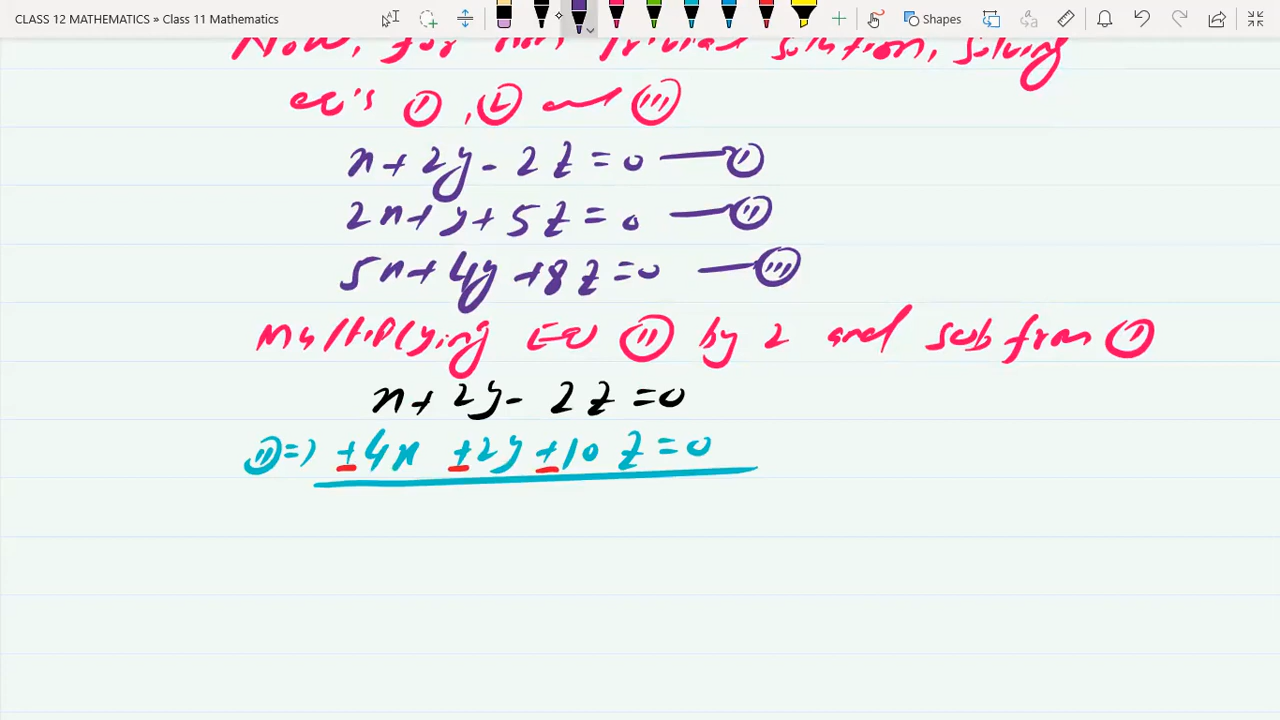 CLASS 12 MATHEMATICS » Class 11 Mathematics
Shapes
Now, for non trivial solution, solving
eq's (I), (II) and (III)
x + 2y - 2z = 0 — (I)
2x + y + 5z = 0 — (II)
5x + 4y + 8z = 0 — (III)
Multiplying Eq (II) by 2 and sub from (I)
x + 2y - 2z = 0
(II) => ±4x ±2y ±10z = 0